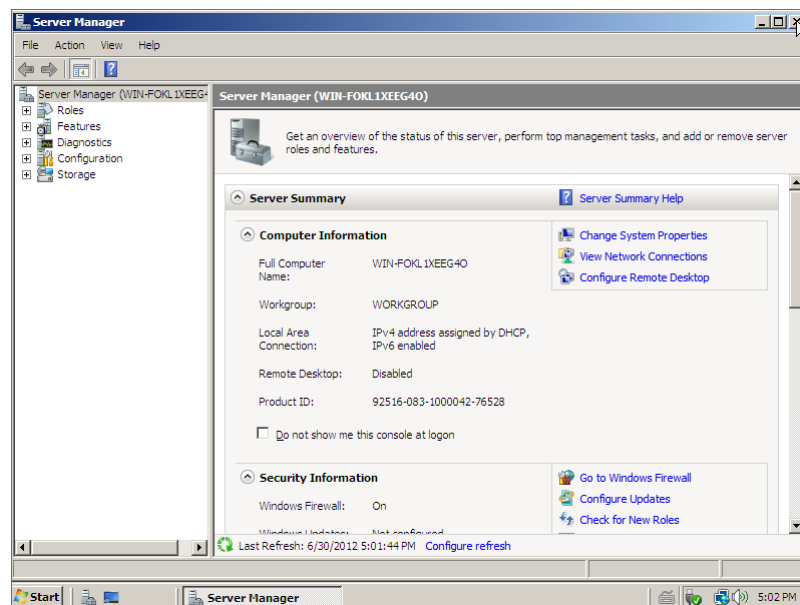 Server Manager
File Action View Help
Server Manager (WIN-FOKL1XEEG4
Roles
Features
Diagnostics
Configuration
Storage
Server Manager (WIN-FOKL1XEEG4O)
Get an overview of the status of this server, perform top management tasks, and add or remove server
roles and features.
Server Summary
Server Summary Help
Computer Information
Full Computer
Name:
WIN-FOKL1XEEG4O
Workgroup:
WORKGROUP
Local Area
Connection:
IPv4 address assigned by DHCP,
IPv6 enabled
Remote Desktop:
Disabled
Product ID:
92516-083-1000042-76528
Do not show me this console at logon
Change System Properties
View Network Connections
Configure Remote Desktop
Security Information
Windows Firewall:
On
Windows Updates:
Not configured
Go to Windows Firewall
Configure Updates
Check for New Roles
Last Refresh: 6/30/2012 5:01:44 PM Configure refresh
Start
Server Manager
5:02 PM